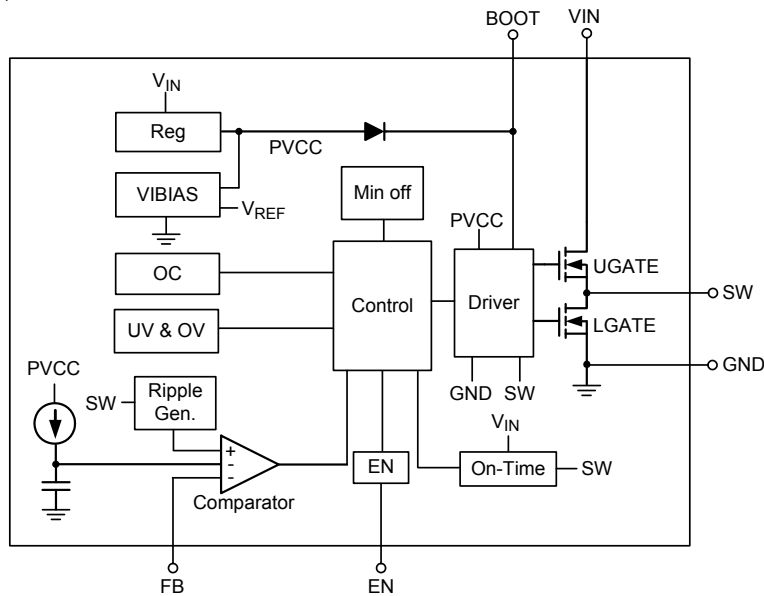 BOOT VIN
VIN
Reg
PVCC
VIBIAS
VREF
Min off
PVCC
OC
Control
Driver
UGATE
SW
UV & OV
LGATE
PVCC
GND
SW
GND
SW
Ripple
Gen.
VIN
+
-
-
EN
On-Time
SW
Comparator
FB
EN